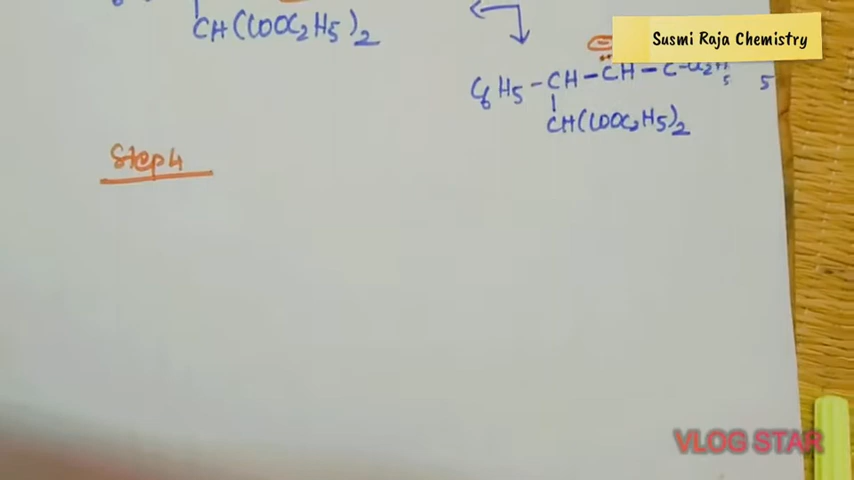 CH(COOC2H5)2
Susmi Raja Chemistry
C6H5 - CH - CH - C
5
CH(COOC2H5)2
Step 4
VLOG STAR